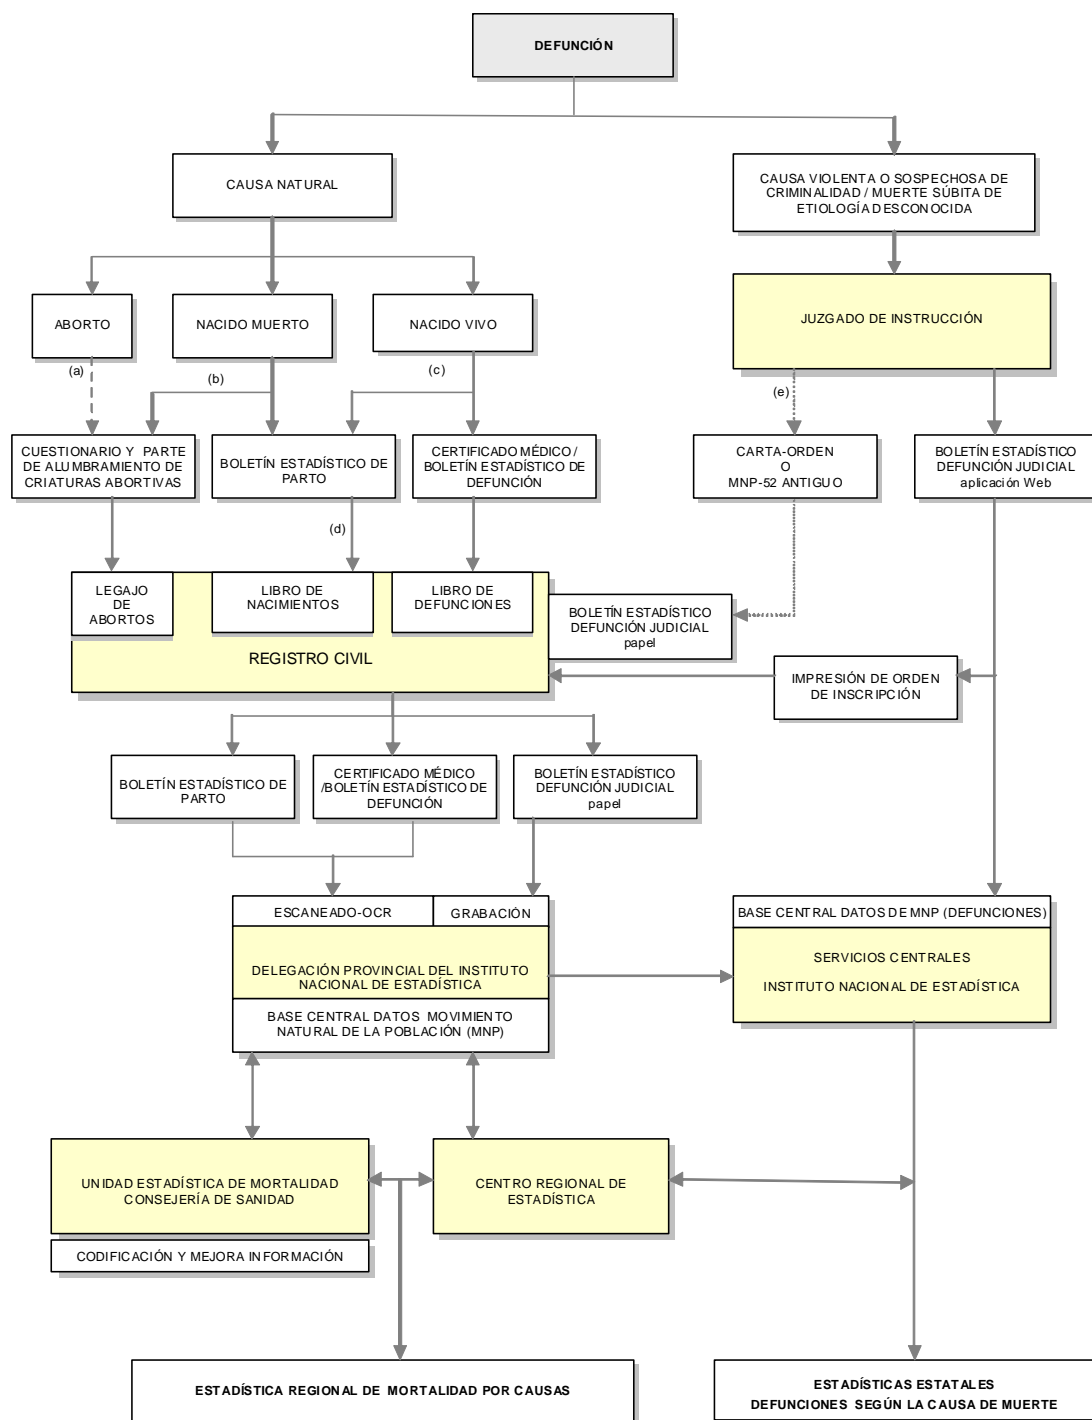 DEFUNCIÓN
CAUSA NATURAL
CAUSA VIOLENTA O SOSPECHOSA DE
CRIMINALIDAD / MUERTE SÚBITA DE
ETIOLOGÍA DESCONOCIDA
ABORTO
NACIDO MUERTO
NACIDO VIVO
JUZGADO DE INSTRUCCIÓN
(a)
(b)
(c)
(e)
CUESTIONARIO Y PARTE
DE ALUMBRAMIENTO DE
CRIATURAS ABORTIVAS
BOLETÍN ESTADÍSTICO DE
PARTO
CERTIFICADO MÉDICO /
BOLETÍN ESTADÍSTICO DE
DEFUNCIÓN
CARTA-ORDEN
O
MNP-52 ANTIGUO
BOLETÍN ESTADÍSTICO
DEFUNCIÓN JUDICIAL
aplicación Web
(d)
LEGAJO
DE
ABORTOS
LIBRO DE
NACIMIENTOS
LIBRO DE
DEFUNCIONES
REGISTRO CIVIL
BOLETÍN ESTADÍSTICO
DEFUNCIÓN JUDICIAL
papel
IMPRESIÓN DE ORDEN
DE INSCRIPCIÓN
BOLETÍN ESTADÍSTICO DE
PARTO
CERTIFICADO MÉDICO
/BOLETÍN ESTADÍSTICO DE
DEFUNCIÓN
BOLETÍN ESTADÍSTICO
DEFUNCIÓN JUDICIAL
papel
ESCANEADO-OCR
GRABACIÓN
DELEGACIÓN PROVINCIAL DEL INSTITUTO
NACIONAL DE ESTADÍSTICA
BASE CENTRAL DATOS MOVIMIENTO
NATURAL DE LA POBLACIÓN (MNP)
BASE CENTRAL DATOS DE MNP (DEFUNCIONES)
SERVICIOS CENTRALES
INSTITUTO NACIONAL DE ESTADÍSTICA
UNIDAD ESTADÍSTICA DE MORTALIDAD
CONSEJERÍA DE SANIDAD
CODIFICACIÓN Y MEJORA INFORMACIÓN
CENTRO REGIONAL DE
ESTADÍSTICA
ESTADÍSTICA REGIONAL DE MORTALIDAD POR CAUSAS
ESTADÍSTICAS ESTATALES
DEFUNCIONES SEGÚN LA CAUSA DE MUERTE